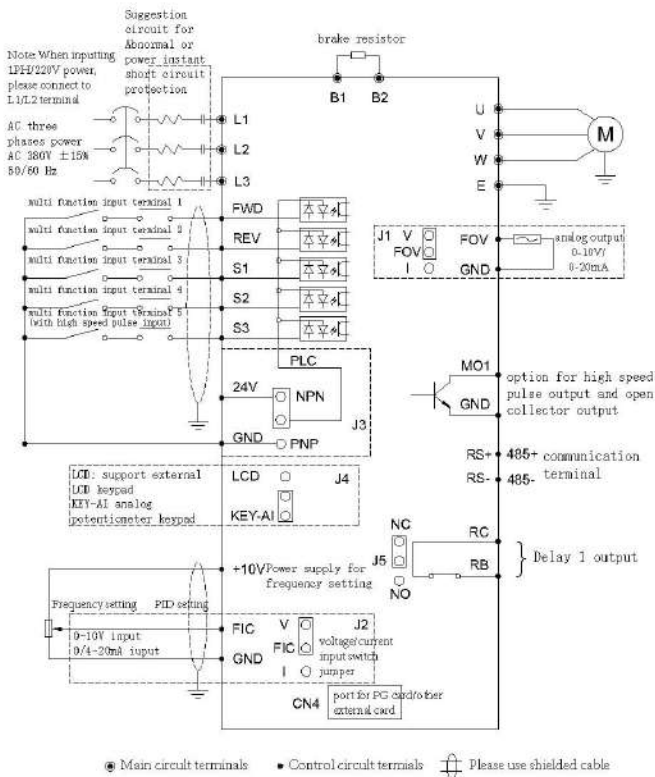 Suggestion
circuit for
Abnormal or
power instant
short circuit
protection
Note: When inputting
1PH/220V power,
please connect to
L1/L2 terminal
AC three
phases power
AC 380V ±15%
50/60 Hz
brake resistor
B1 B2
L1
L2
L3
U
V
W
E
M
multi function input terminal 1
FWD
multi function input terminal 2
REV
multi function input terminal 3
S1
multi function input terminal 4
S2
multi function input terminal 5
(with high speed pulse input)
S3
J1 V
FOV
I
FOV
GND
analog output
0-10V/
0-20mA
PLC
24V
NPN
J3
GND
PNP
MO1
GND
option for high speed
pulse output and open
collector output
RS+ 485+
RS- 485-
communication
terminal
LCD: support external
LCD keypad
KEY-AI analog
potentiometer keypad
LCD
J4
KEY-AI
NC
J5
NO
RC
RB
Delay 1 output
+10V Power supply for
frequency setting
Frequency setting PID setting
0-10V input
0/4-20mA iuput
FIC
GND
V
J2
FIC
I
voltage/current
input switch
jumper
CN4
port for PG card/other
external card
Main circuit terminals
Control circuit termials
Please use shielded cable